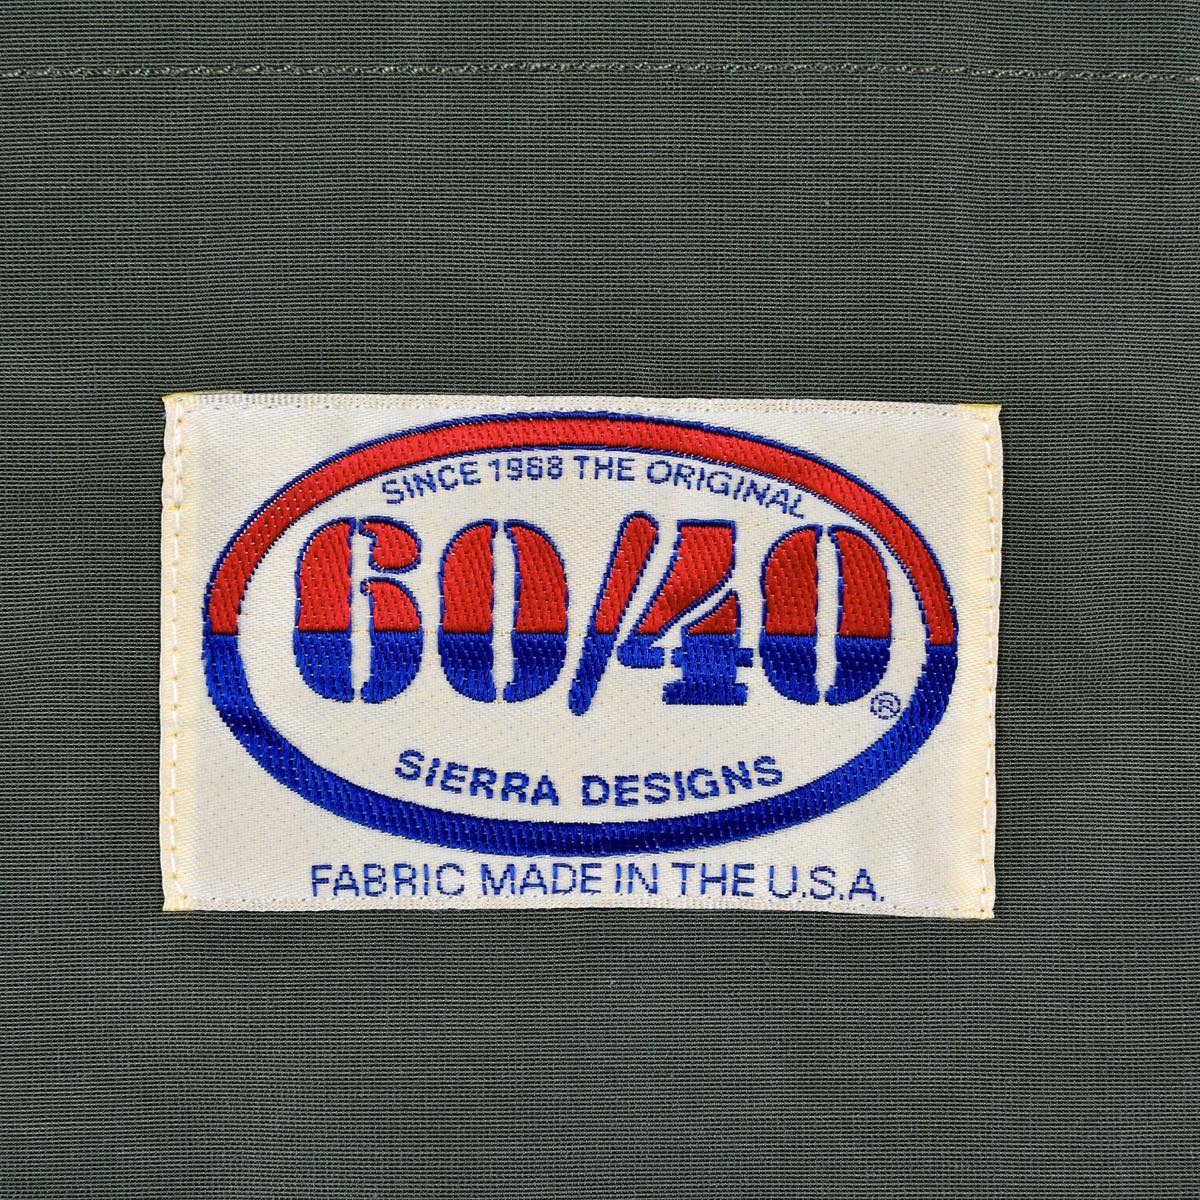 SINCE 1968 THE ORIGINAL
60/40®
SIERRA DESIGNS
FABRIC MADE IN THE U.S.A.